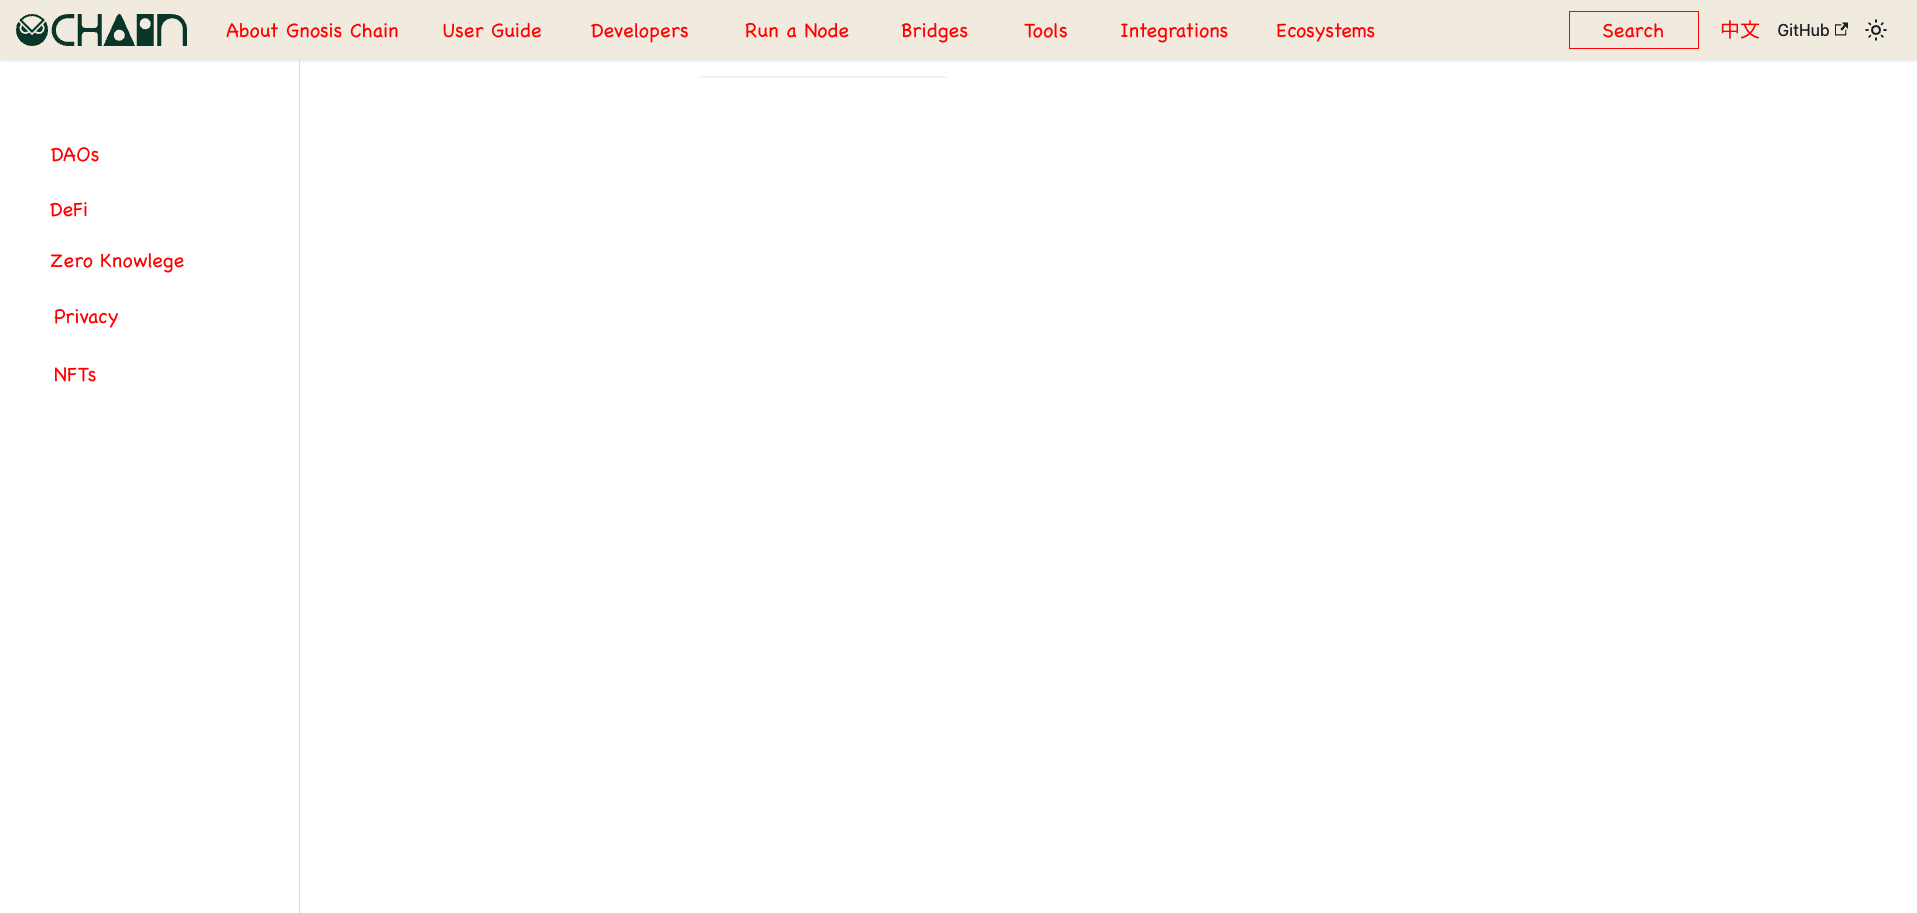 CHAIN
About Gnosis Chain
User Guide
Developers
Run a Node
Bridges
Tools
Integrations
Ecosystems
Search
中文
GitHub
DAOs
DeFi
Zero Knowlege
Privacy
NFTs